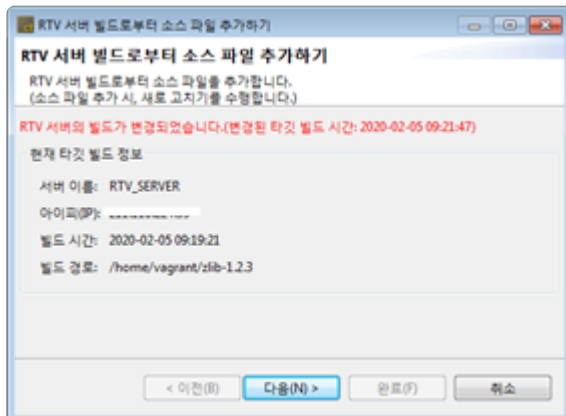 RTV 서버 빌드로부터 소스 파일 추가하기
RTV 서버 빌드로부터 소스 파일 추가하기
RTV 서버 빌드로부터 소스 파일을 추가합니다.
(소스 파일 추가 시, 새로 고치기를 수행합니다.)
RTV 서버의 빌드가 변경되었습니다.(변경된 타깃 빌드 시간: 2020-02-05 09:21:47)
현재 타깃 빌드 정보
서버 이름: RTV_SERVER
아이피(IP):
빌드 시간: 2020-02-05 09:19:21
빌드 경로: /home/vagrant/zlib-1.2.3
< 이전(B) 다음(N) > 완료(F) 취소